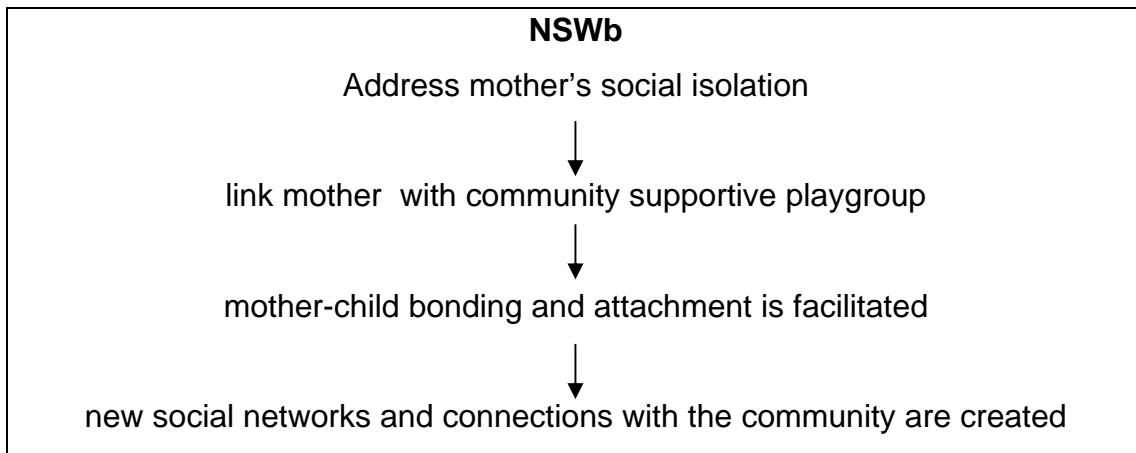 NSWb
Address mother’s social isolation
link mother with community supportive playgroup
mother-child bonding and attachment is facilitated
new social networks and connections with the community are created